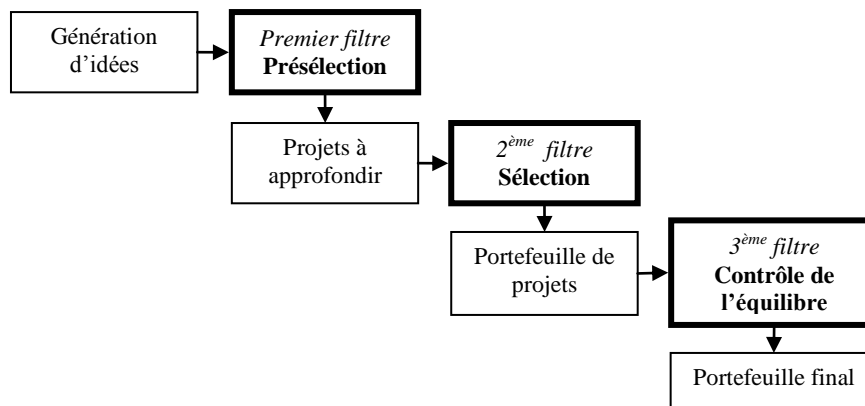 Génération
d’idées
Premier filtre
Présélection
Projets à
approfondir
2ème filtre
Sélection
Portefeuille de
projets
3ème filtre
Contrôle de
l’équilibre
Portefeuille final